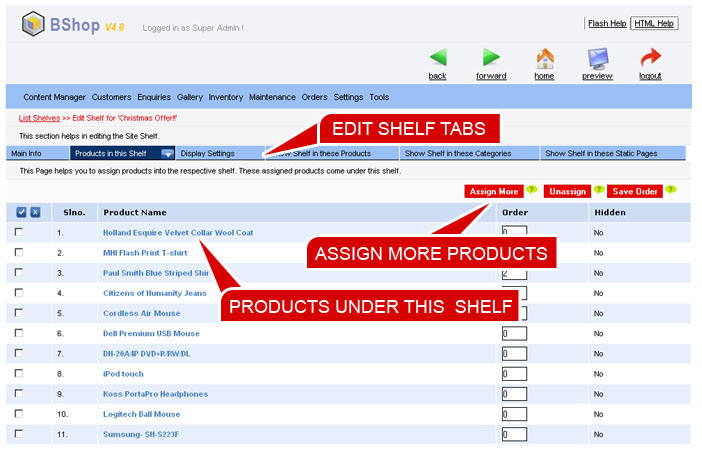 BShop V4.0 Logged in as Super Admin ! Flash Help HTML Help
back forward home preview logout
Content Manager Customers Enquiries Gallery Inventory Maintenance Orders Settings Tools
List Shelves >> Edit Shelf for 'Christmas Offer!!'
EDIT SHELF TABS
This section helps in editing the Site Shelf.
Main Info Products in this Shelf Display Settings Show Shelf in these Products Show Shelf in these Categories Show Shelf in these Static Pages
This Page helps you to assign products into the respective shelf. These assigned products come under this shelf.
Assign More ? Unassign ? Save Order ?
Slno. Product Name Order Hidden
1. Holland Esquire Velvet Collar Wool Coat No
2. MHI Flash Print T-shirt No
ASSIGN MORE PRODUCTS
3. Paul Smith Blue Striped Shir 2 No
4. Citizens of Humanity Jeans No
PRODUCTS UNDER THIS SHELF
5. Cordless Air Mouse No
6. Dell Premium USB Mouse 0 No
7. DH-20A4P DVD+R/RW/DL 0 No
8. iPod touch 0 No
9. Koss PortaPro Headphones 0 No
10. Logitech Ball Mouse 0 No
11. Sumsung- SH-S223F 0 No